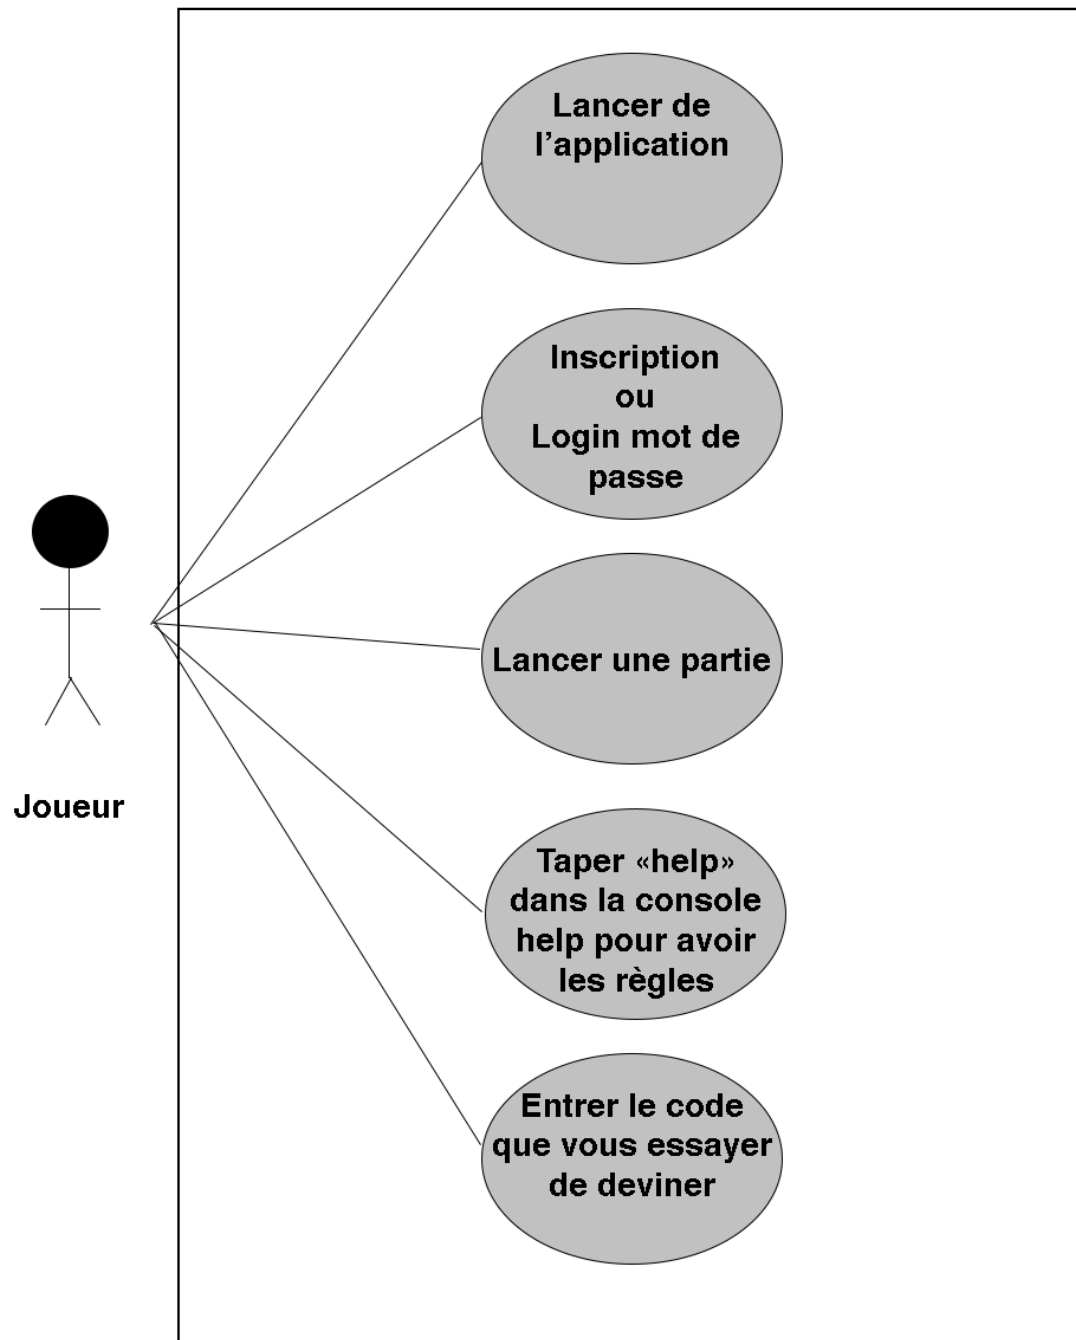 Lancer de
l’application
Inscription
ou
Login mot de
passe
Lancer une partie
Joueur
Taper «help»
dans la console
help pour avoir
les règles
Entrer le code
que vous essayer
de deviner